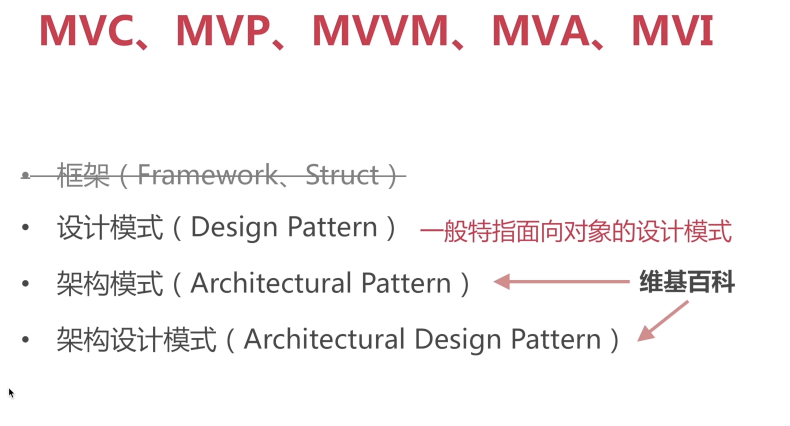 MVC、MVP、MVVM、MVA、MVI
• 框架（Framework、Struct）
• 设计模式（Design Pattern） 一般特指面向对象的设计模式
• 架构模式（Architectural Pattern） 维基百科
• 架构设计模式（Architectural Design Pattern）